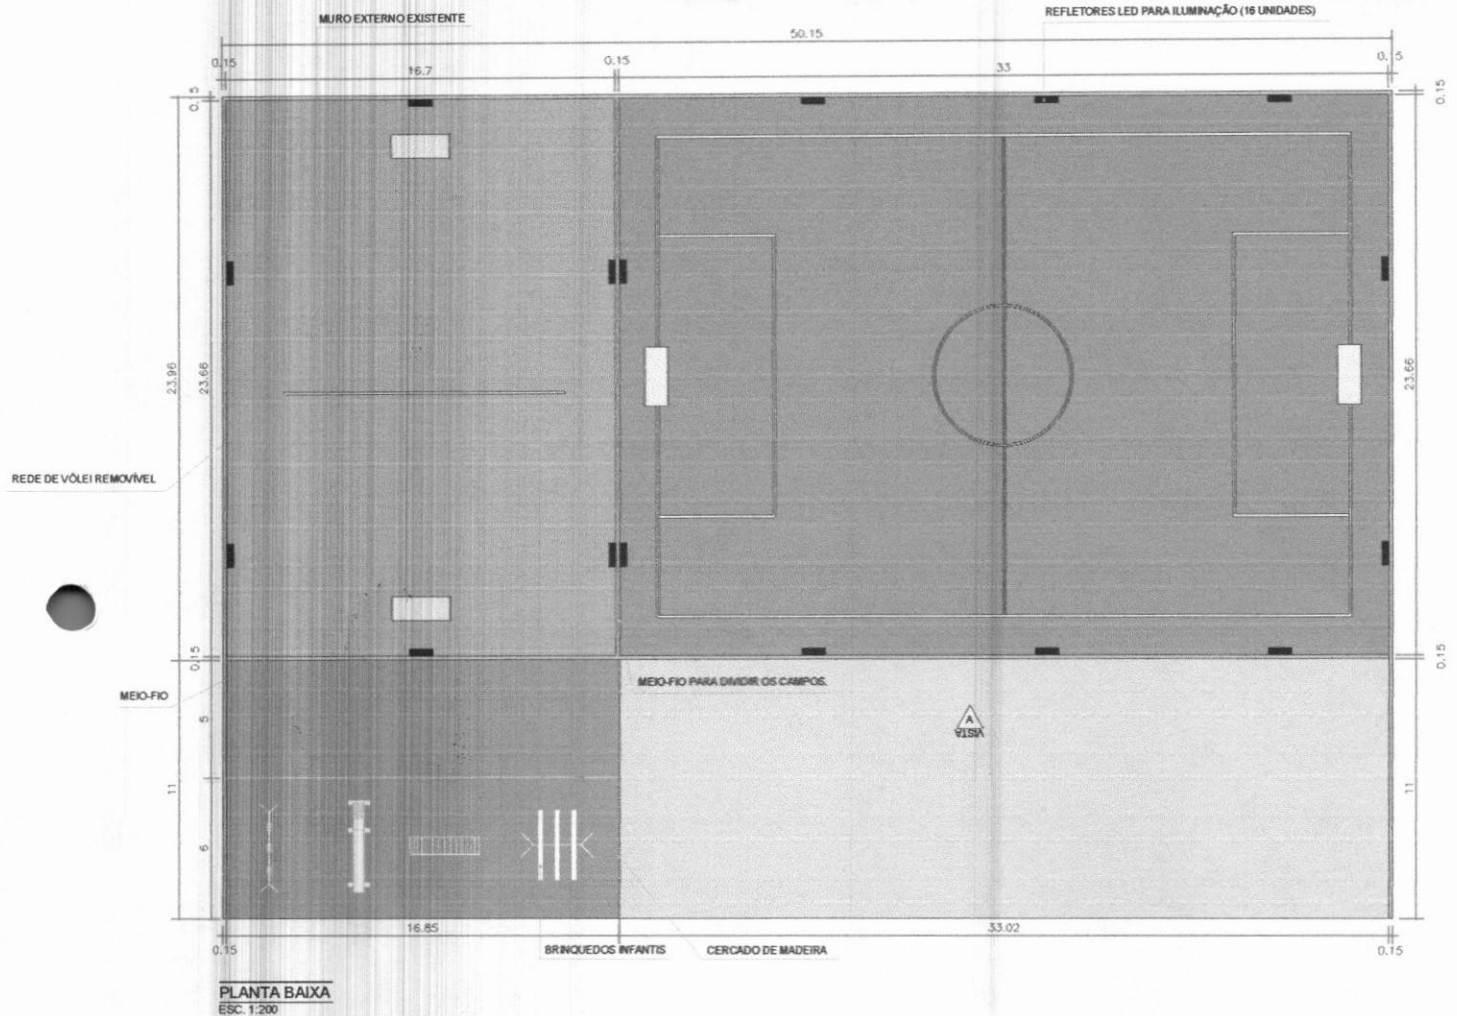 MURO EXTERNO EXISTENTE
REFLETORES LED PARA ILUMINAÇÃO (16 UNIDADES)
50.15
0.15
16.7
0.15
33
0.15
0.15
0.15
23.96
23.66
23.66
REDE DE VÔLEI REMOVÍVEL
0.15
0.15
MEIO-FIO
MEIO-FIO PARA DIVIDIR OS CAMPOS.
5
A
VISTA
11
11
6
16.85
33.02
0.15
BRINQUEDOS INFANTIS
CERCADO DE MADEIRA
0.15
PLANTA BAIXA
ESC. 1:200